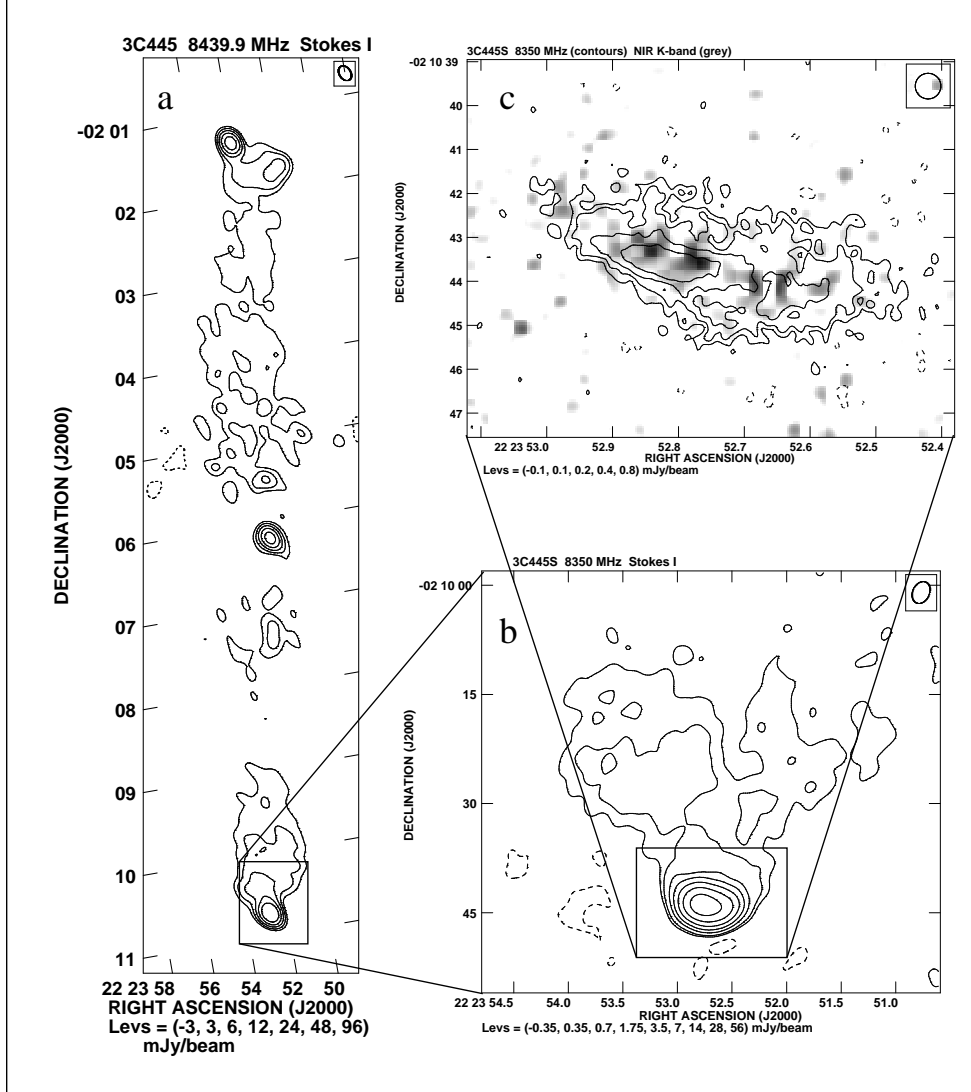 3C445 8439.9 MHz Stokes I
a
-02 01
02
03
04
05
06
07
08
09
10
11
DECLINATION (J2000)
22 23 58 56 54 52 50
RIGHT ASCENSION (J2000)
Levs = (-3, 3, 6, 12, 24, 48, 96)
mJy/beam
3C445S 8350 MHz (contours) NIR K-band (grey)
c
-02 10 39
40
41
42
43
44
45
46
47
DECLINATION (J2000)
22 23 53.0 52.9 52.8 52.7 52.6 52.5 52.4
RIGHT ASCENSION (J2000)
Levs = (-0.1, 0.1, 0.2, 0.4, 0.8) mJy/beam
3C445S 8350 MHz Stokes I
b
-02 10 00
15
30
45
DECLINATION (J2000)
22 23 54.5 54.0 53.5 53.0 52.5 52.0 51.5 51.0
RIGHT ASCENSION (J2000)
Levs = (-0.35, 0.35, 0.7, 1.75, 3.5, 7, 14, 28, 56) mJy/beam